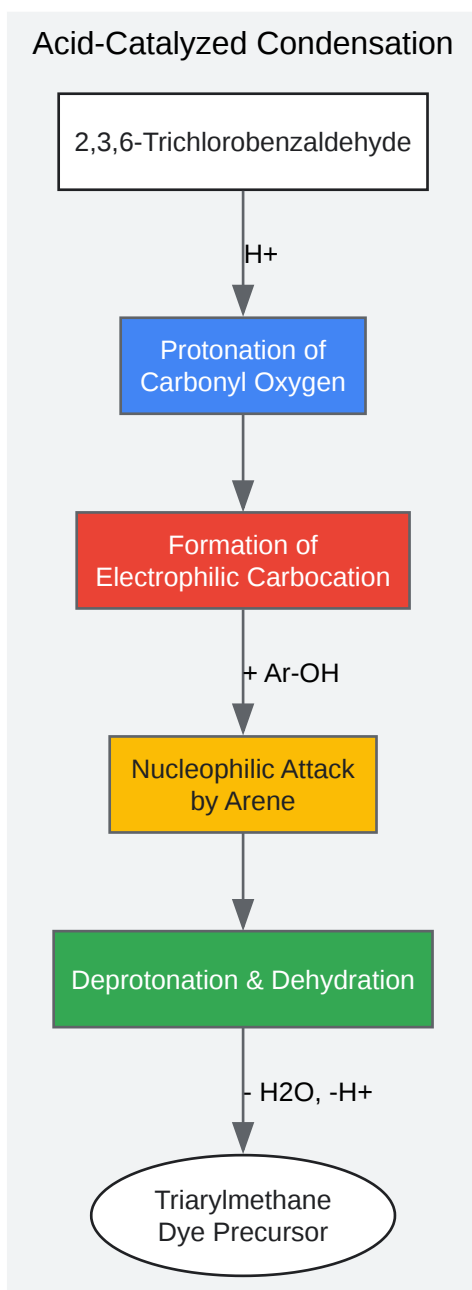 Acid-Catalyzed Condensation
2,3,6-Trichlorobenzaldehyde
H+
Protonation of
Carbonyl Oxygen
Formation of
Electrophilic Carbocation
+ Ar-OH
Nucleophilic Attack
by Arene
Deprotonation & Dehydration
- H2O, -H+
Triarylmethane
Dye Precursor